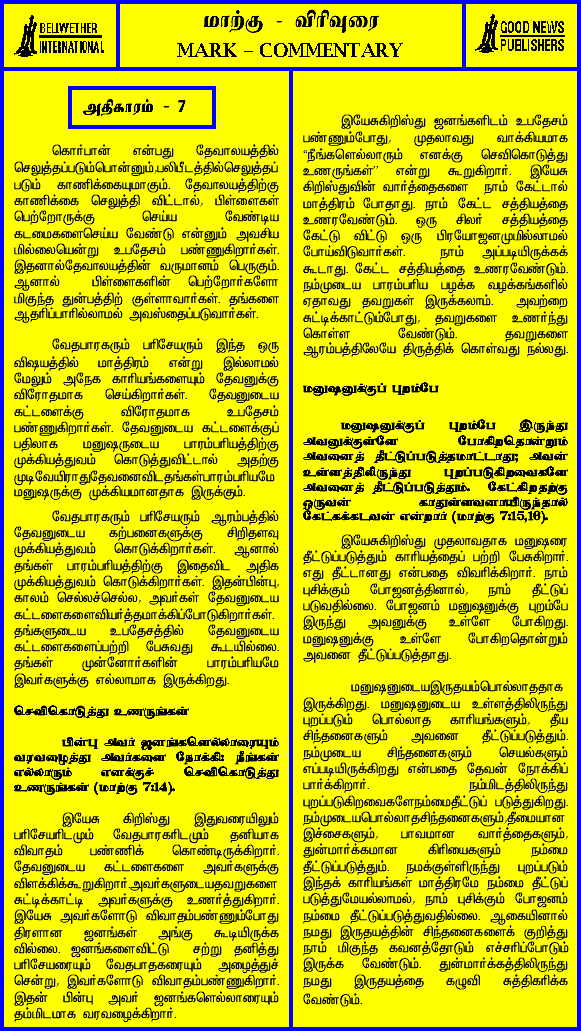 BELWETHER
INTERNATIONAL
மாற்கு - விரிவுரை
MARK – COMMENTARY
GOOD NEWS
PUBLISHERS
அதிகாரம் - 7
கொர்பான் என்பது தேவாலயத்தில்
செலுத்தப்படும்பொன்னும்,பலிபீடத்தில்செலுத்தப்
படும் காணிக்கையுமாகும். தேவாலயத்திற்கு
காணிக்கை செலுத்தி விட்டால், பிள்ளைகள்
பெற்றோருக்கு செய்ய வேண்டிய
கடமைகளைசெய்ய வேண்டு என்னும் அவசிய
மில்லையென்று உபதேசம் பண்ணுகிறார்கள்.
இதனால்தேவாலயத்தின் வருமானம் பெருகும்.
ஆனால் பிள்ளைகளின் பெற்றோர்களோ
மிகுந்த துன்பத்திற் குள்ளாவார்கள். தங்களை
ஆதரிப்பாரில்லாமல் அவஸ்தைப்படுவார்கள்.
வேதபாரகரும் பரிசேயரும் இந்த ஒரு
விஷயத்தில் மாத்திரம் என்று இல்லாமல்
மேலும் அநேக காரியங்களையும் தேவனுக்கு
விரோதமாக செய்கிறார்கள். தேவனுடைய
கட்டளைக்கு விரோதமாக உபதேசம்
பண்ணுகிறார்கள். தேவனுடைய கட்டளைக்குப்
பதிலாக மனுஷருடைய பாரம்பரியத்திற்கு
முக்கியத்துவம் கொடுத்துவிட்டால் அதற்கு
முடிவேயிராதுதேவனைவிடதங்கள்பாரம்பரியமே
மனுஷருக்கு முக்கியமானதாக இருக்கும்.
வேதபாரகரும் பரிசேயரும் ஆரம்பத்தில்
தேவனுடைய கற்பனைகளுக்கு சிறிதளவு
முக்கியத்துவம் கொடுக்கிறார்கள். ஆனால்
தங்கள் பாரம்பரியத்திற்கு இதைவிட அதிக
முக்கியத்துவம் கொடுக்கிறார்கள். இதன்பின்பு,
காலம் செல்லச்செல்ல, அவர்கள் தேவனுடைய
கட்டளைகளைவியர்த்தமாக்கிப்போடுகிறார்கள்.
தங்களுடைய உபதேசத்தில் தேவனுடைய
கட்டளைகளைப்பற்றி பேசுவது கூடயில்லை.
தங்கள் முன்னோர்களின் பாரம்பரியமே
இவர்களுக்கு எல்லாமாக இருக்கிறது.
செவிகொடுத்து உணருங்கள்
பின்பு அவர் ஜனங்களெல்லாரையும்
வரவழைத்து அவர்களை நோக்கி: நீங்கள்
எல்லாரும் எனக்குச் செவிகொடுத்து
உணருங்கள் (மாற்கு 7:14).
இயேசு கிறிஸ்து இதுவரையிலும்
பரிசேயரிடமும் வேதபாரகரிடமும் தனியாக
விவாதம் பண்ணிக் கொண்டிருக்கிறார்.
தேவனுடைய கட்டளைகளை அவர்களுக்கு
விளக்கிக்கூறுகிறார்.அவர்களுடையதவறுகளை
சுட்டிக்காட்டி அவர்களுக்கு உணர்த்துகிறார்.
இயேசு அவர்களோடு விவாதம்பண்ணும்போது
திரளான ஜனங்கள் அங்கு கூடியிருக்க
வில்லை. ஜனங்களைவிட்டு சற்று தனித்து
பரிசேயரையும் வேதபாதகரையும் அழைத்துச்
சென்று, இவர்களோடு விவாதம்பண்ணுகிறார்.
இதன் பின்பு அவர் ஜனங்களெல்லாரையும்
தம்மிடமாக வரவழைக்கிறார்.
இயேசுகிறிஸ்து ஜனங்களிடம் உபதேசம்
பண்ணும்போது, முதலாவது வாக்கியமாக
“நீங்களெல்லாரும் எனக்கு செவிகொடுத்து
உணருங்கள்” என்று கூறுகிறார். இயேசு
கிறிஸ்துவின் வார்த்தைகளை நாம் கேட்டால்
மாத்திரம் போதாது. நாம் கேட்ட சத்தியத்தை
உணரவேண்டும். ஒரு சிலர் சத்தியத்தை
கேட்டு விட்டு ஒரு பிரயோஜனமுமில்லாமல்
போய்விடுவார்கள். நாம் அப்படியிருக்கக்
கூடாது. கேட்ட சத்தியத்தை உணரவேண்டும்.
நம்முடைய பாரம்பரிய பழக்க வழக்கங்களில்
ஏதாவது தவறுகள் இருக்கலாம். அவற்றை
சுட்டிக்காட்டும்போது, தவறுகளை உணர்ந்து
கொள்ள வேண்டும். தவறுகளை
ஆரம்பத்திலேயே திருத்திக் கொள்வது நல்லது.
மனுஷனுக்குப் புறம்பே
மனுஷனுக்குப் புறம்பே இருந்து
அவனுக்குள்ளே போகிறதொன்றும்
அவனைத் தீட்டுப்படுத்தமாட்டாது; அவன்
உள்ளத்திலிருந்து புறப்படுகிறவைகளே
அவனைத் தீட்டுப்படுத்தும். கேட்கிறதற்கு
ஒருவன் காதுள்ளவனாயிருந்தால்
கேட்கக்கடவன் என்றார் (மாற்கு 7:15,16).
இயேசுகிறிஸ்து முதலாவதாக மனுஷரை
தீட்டுப்படுத்தும் காரியத்தைப் பற்றி பேசுகிறார்.
எது தீட்டானது என்பதை விவரிக்கிறார். நாம்
புசிக்கும் போஜனத்தினால், நாம் தீட்டுப்
படுவதில்லை. போஜனம் மனுஷனுக்கு புறம்பே
இருந்து அவனுக்கு உள்ளே போகிறது.
மனுஷனுக்கு உள்ளே போகிறதொன்றும்
அவனை தீட்டுப்படுத்தாது.
மனுஷனுடையஇருதயம்பொல்லாததாக
இருக்கிறது. மனுஷனுடைய உள்ளத்திலிருந்து
புறப்படும் பொல்லாத காரியங்களும், தீய
சிந்தனைகளும் அவனை தீட்டுப்படுத்தும்.
நம்முடைய சிந்தனைகளும் செயல்களும்
எப்படியிருக்கிறது என்பதை தேவன் நோக்கிப்
பார்க்கிறார். நம்மிடத்திலிருந்து
புறப்படுகிறவைகளேநம்மைதீட்டுப் படுத்துகிறது.
நம்முடையபொல்லாதசிந்தனைகளும்,தீமையான
இச்சைகளும், பாவமான வார்த்தைகளும்,
துன்மார்க்கமான கிரியைகளும் நம்மை
தீட்டுப்படுத்தும். நமக்குள்ளிருந்து புறப்படும்
இந்தக் காரியங்கள் மாத்திரமே நம்மை தீட்டுப்
படுத்துமேயல்லாமல், நாம் புசிக்கும் போஜனம்
நம்மை தீட்டுப்படுத்துவதில்லை. ஆகையினால்
நமது இருதயத்தின் சிந்தனைகளைக் குறித்து
நாம் மிகுந்த கவனத்தோடும் எச்சரிப்போடும்
இருக்க வேண்டும். துன்மார்க்கத்திலிருந்து
நமது இருதயத்தை கழுவி சுத்திகரிக்க
வேண்டும்.